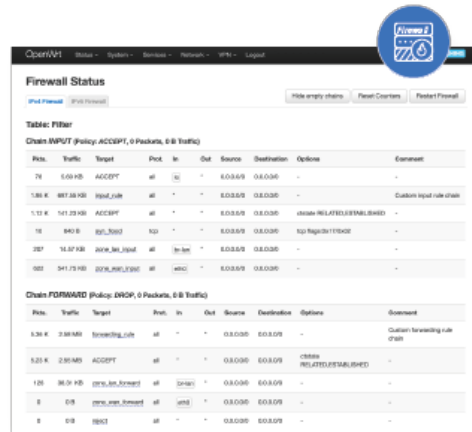 Firewall
OpenWrt Status System Services Network VPN Logout
Firewall Status
IPv4 Firewall IPv6 Firewall
Hide empty chains Reset Counters Restart Firewall
Table: Filter
Chain INPUT (Policy: ACCEPT, 0 Packets, 0 B Traffic)
Pkts. Traffic Target Prot. In Out Source Destination Options Comment
ACCEPT all lo * 0.0.0.0/0 0.0.0.0/0 - -
input_rule all * * 0.0.0.0/0 0.0.0.0/0 - Custom input rule chain
1.12 K ACCEPT all * * 0.0.0.0/0 0.0.0.0/0 ctstate RELATED,ESTABLISHED -
syn_flood tcp * * 0.0.0.0/0 0.0.0.0/0 -
zone_lan_input all br-lan * 0.0.0.0/0 0.0.0.0/0 - -
zone_wan_input all * 0.0.0.0/0 0.0.0.0/0 - -
Chain FORWARD (Policy: DROP, 0 Packets, 0 B Traffic)
Pkts. Traffic Target Prot. In Out Source Destination Options Comment
forwarding_rule all * * 0.0.0.0/0 0.0.0.0/0 - Custom forwarding rule
chain
ACCEPT all * * 0.0.0.0/0 0.0.0.0/0 ctstate
RELATED,ESTABLISHED -
zone_lan_forward all br-lan * 0.0.0.0/0 0.0.0.0/0 - -
0 0 B zone_wan_forward all * 0.0.0.0/0 0.0.0.0/0 - -
0 0 B reject all * * 0.0.0.0/0 0.0.0.0/0 - -